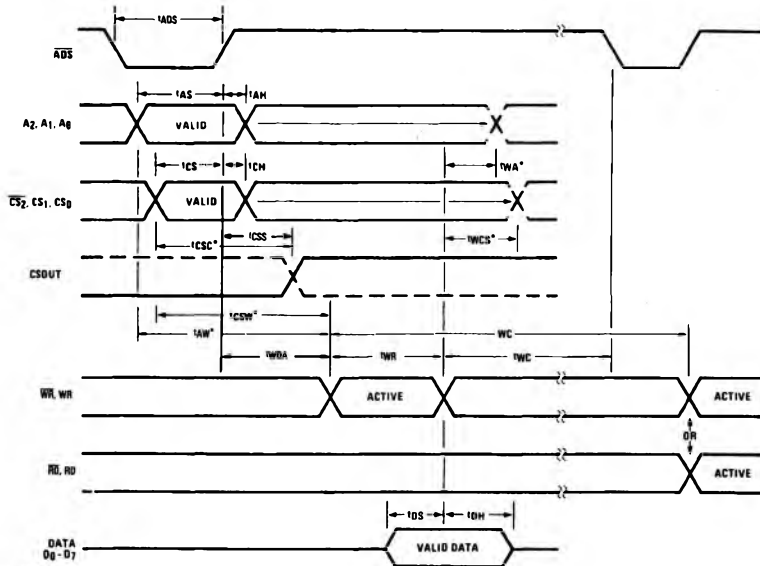 tADS
ADS
tAS tAH
A2, A1, A0 VALID
tWA*
tCS tCH
CS2, CS1, CS0 VALID
tCSS tWCS*
tCSC*
CSOUT
tCSW*
tAW* WC
tWDA tWR tWC
WR, WR ACTIVE ACTIVE
OR
RD, RD ACTIVE
tDS tDH
DATA
D0 - D7 VALID DATA